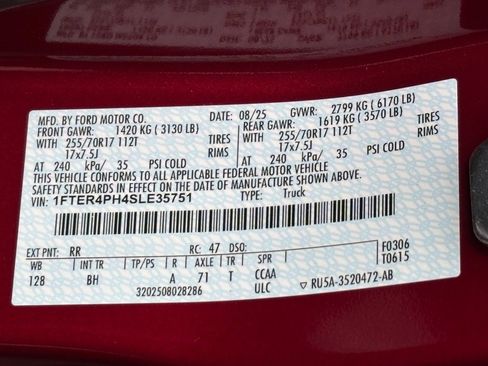 MFD. BY FORD MOTOR CO.
DATE: 08/25 GVWR: 2799 KG ( 6170 LB)
FRONT GAWR: 1420 KG ( 3130 LB) REAR GAWR: 1619 KG ( 3570 LB)
WITH 255/70R17 112T TIRES WITH 255/70R17 112T TIRES
17x7.5J RIMS 17x7.5J RIMS
AT 240 kPa/ 35 PSI COLD AT 240 kPa/ 35 PSI COLD
THIS VEHICLE CONFORMS TO ALL APPLICABLE FEDERAL MOTOR VEHICLE
SAFETY STANDARDS IN EFFECT ON THE DATE OF MANUFACTURE SHOWN ABOVE.
VIN: 1FTER4PH4SLE35751 TYPE: Truck
EXT PNT: RR RC: 47 DSO:
WB INT TR TP/PS R AXLE TR SPR
128 BH A 71 T CCAA
F0306
T0615
3202508028286
ULC ▽ RU5A-3520472-AB